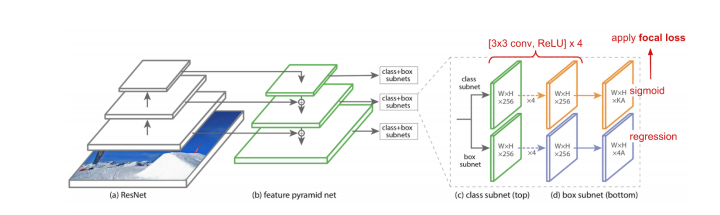 apply focal loss
[3x3 conv, ReLU] x 4
class+box
subnets
class+box
subnets
class+box
subnets
class
subnet
W×H
×256
×4
W×H
×256
W×H
×KA
sigmoid
box
subnet
W×H
×256
×4
W×H
×256
W×H
×4A
regression
(a) ResNet
(b) feature pyramid net
(c) class subnet (top)
(d) box subnet (bottom)